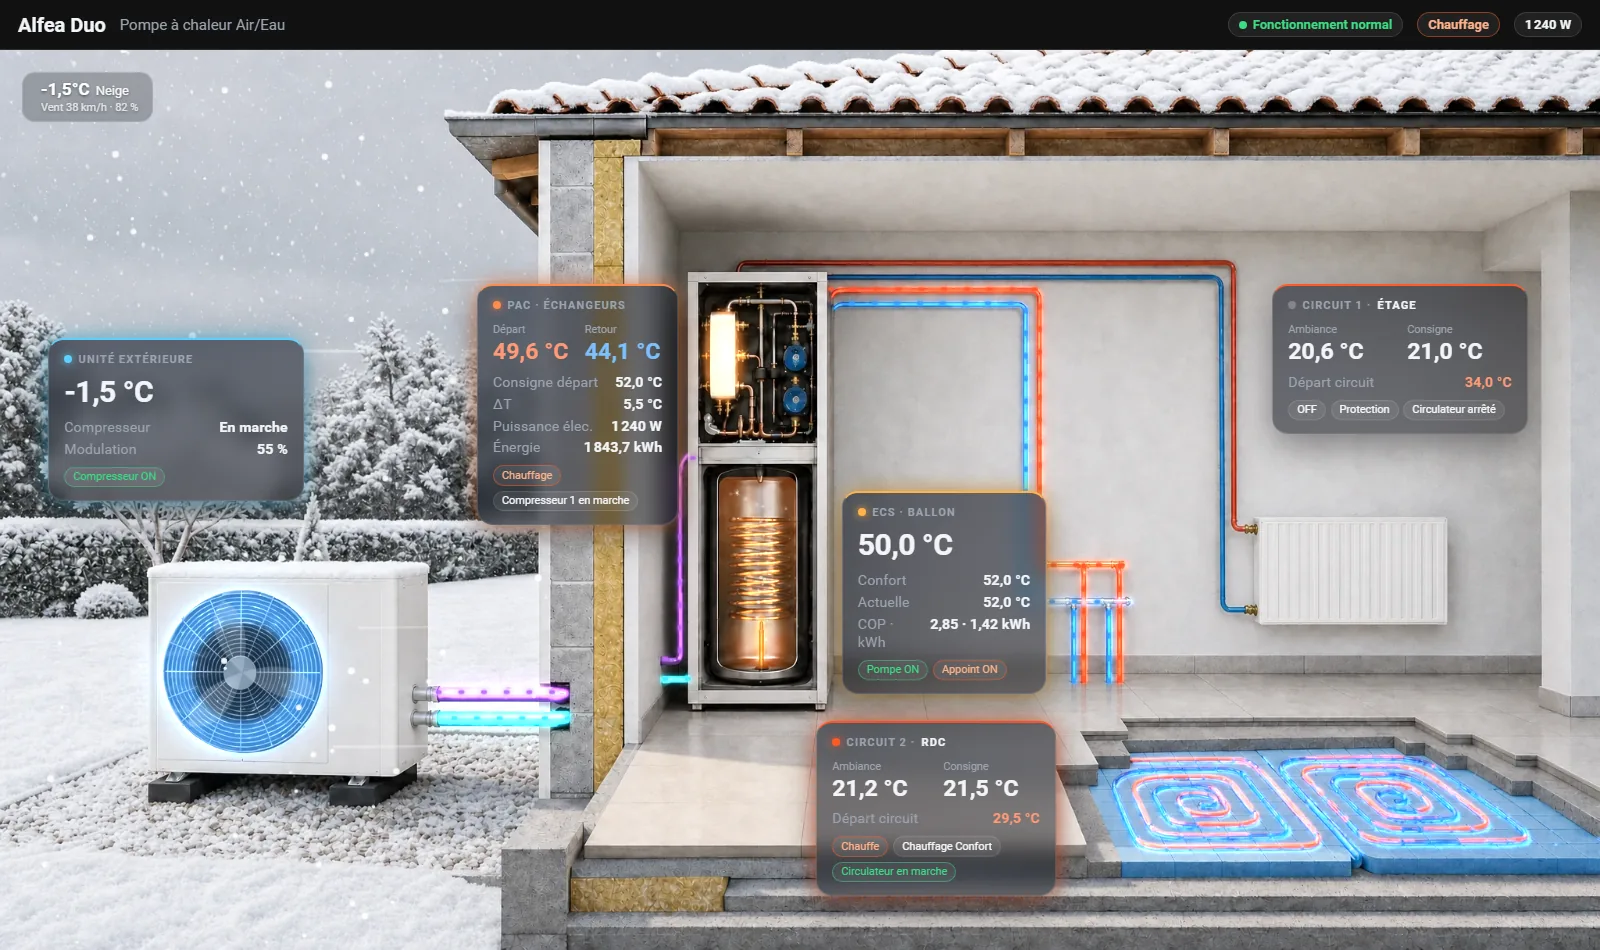 Alfea Duo Pompe à chaleur Air/Eau
Fonctionnement normal Chauffage 1 240 W
-1,5°C Neige
Vent 38 km/h · 82 %
UNITÉ EXTÉRIEURE
-1,5 °C
Compresseur En marche
Modulation 55 %
Compresseur ON
PAC · ÉCHANGEURS
Départ Retour
49,6 °C 44,1 °C
Consigne départ 52,0 °C
ΔT 5,5 °C
Puissance élec. 1 240 W
Énergie 1 843,7 kWh
Chauffage
Compresseur 1 en marche
CIRCUIT 1 · ÉTAGE
Ambiance Consigne
20,6 °C 21,0 °C
Départ circuit 34,0 °C
OFF Protection Circulateur arrêté
ECS · BALLON
50,0 °C
Confort 52,0 °C
Actuelle 52,0 °C
COP · 2,85 · 1,42 kWh
kWh
Pompe ON Appoint ON
CIRCUIT 2 · RDC
Ambiance Consigne
21,2 °C 21,5 °C
Départ circuit 29,5 °C
Chauffe Chauffage Confort
Circulateur en marche